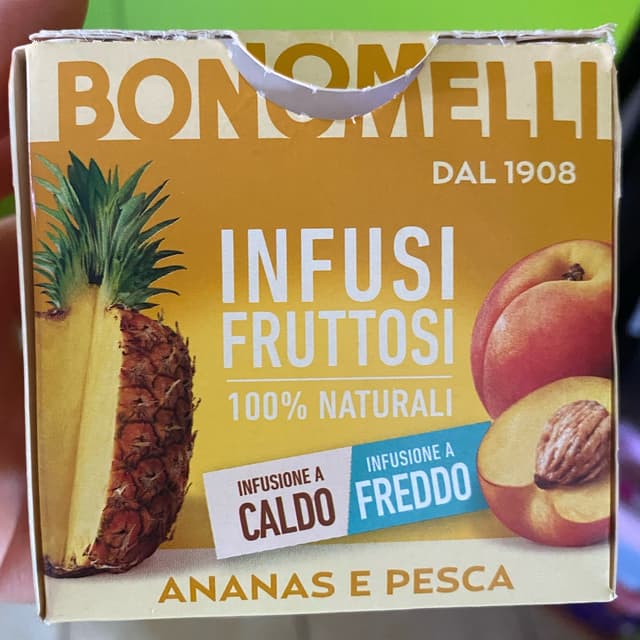 BONOMELLI
DAL 1908
INFUSI
FRUTTOSI
100% NATURALI
INFUSIONE A
CALDO
INFUSIONE A
FREDDO
ANANAS E PESCA